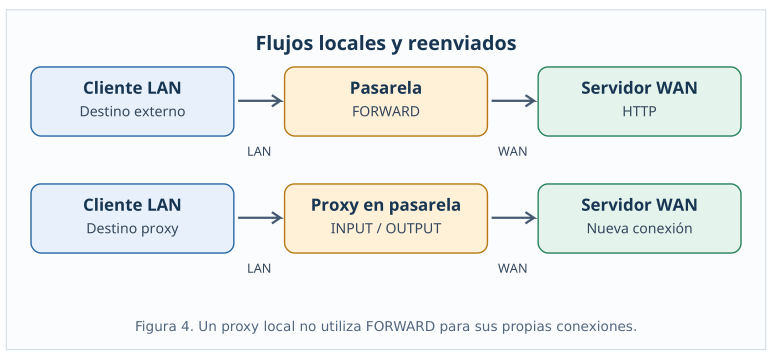 Flujos locales y reenviados
Cliente LAN
Destino externo
Pasarela
FORWARD
Servidor WAN
HTTP
LAN
WAN
Cliente LAN
Destino proxy
Proxy en pasarela
INPUT / OUTPUT
Servidor WAN
Nueva conexión
LAN
WAN
Figura 4. Un proxy local no utiliza FORWARD para sus propias conexiones.